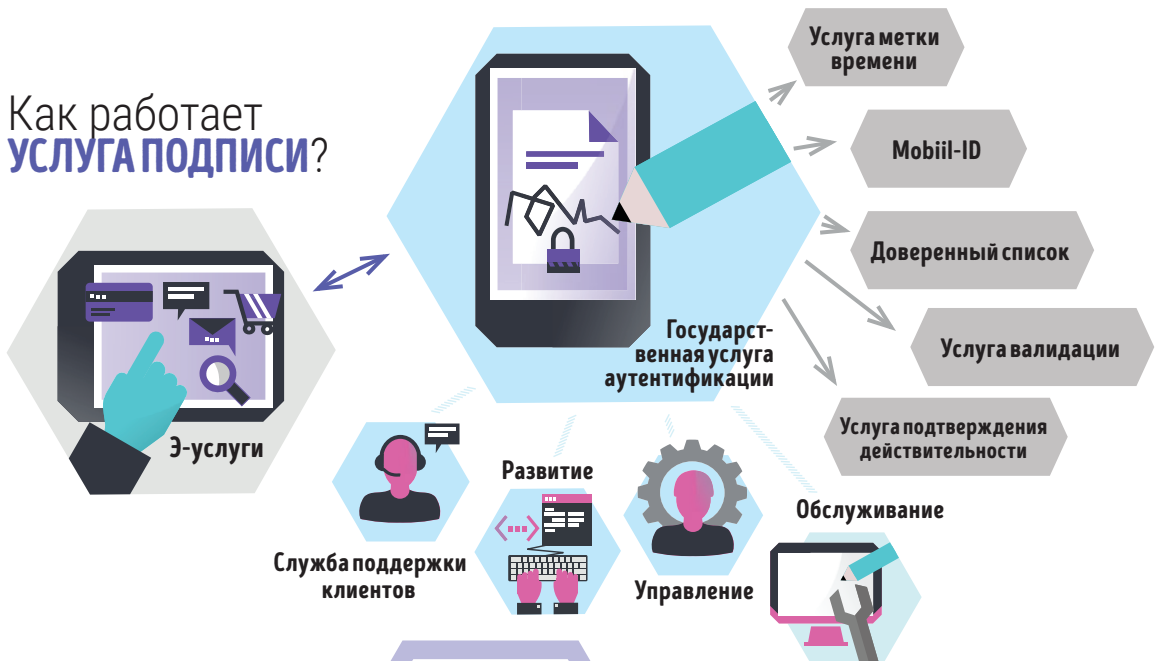 Как работает
УСЛУГА ПОДПИСИ?
Услуга метки
времени
Mobiil-ID
Доверенный список
Услуга валидации
Услуга подтверждения
действительности
Государст-
венная услуга
аутентификации
Э-услуги
Служба поддержки
клиентов
Развитие
Управление
Обслуживание